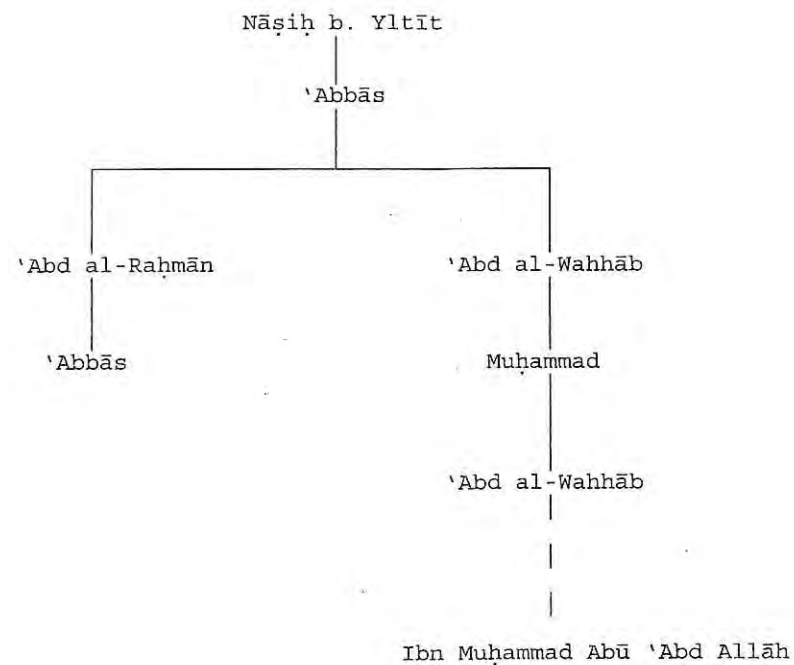 Nāṣiḥ b. Yltīt
‛Abbās
‛Abd al-Raḥmān ‛Abd al-Wahhāb
‛Abbās Muḥammad
‛Abd al-Wahhāb
Ibn Muḥammad Abū ‛Abd Allāh